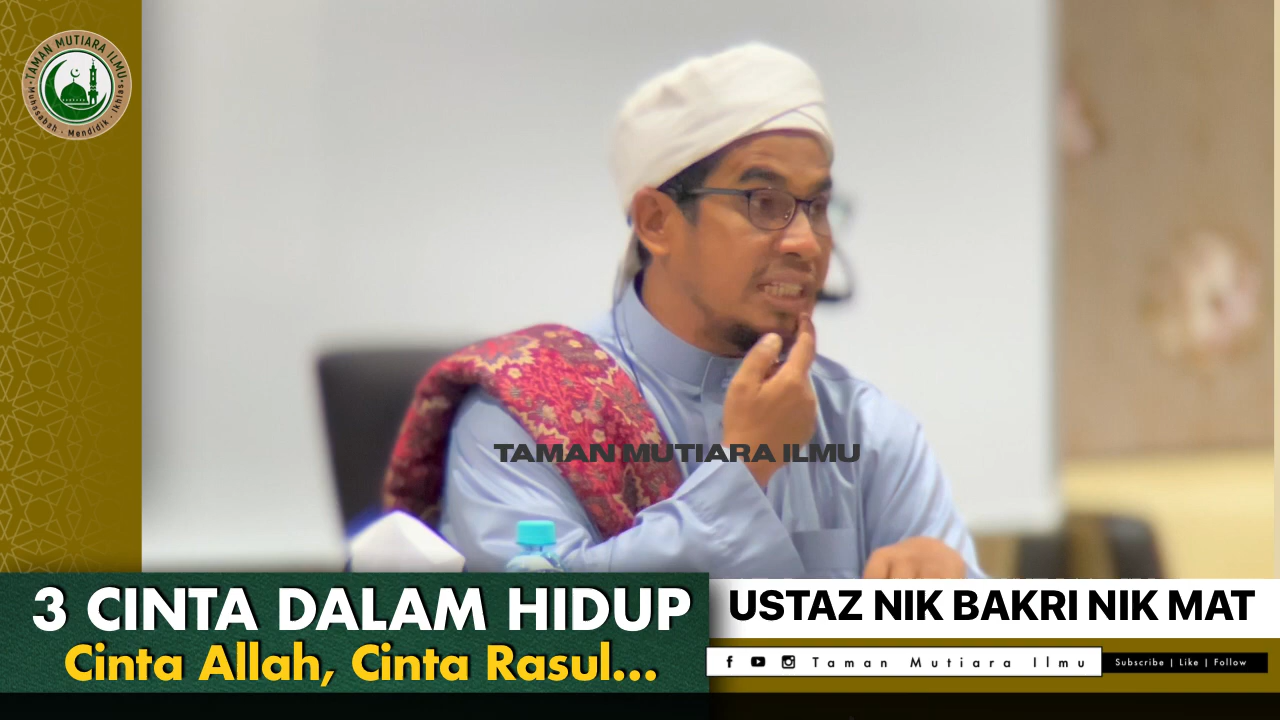 TAMAN MUTIARA ILMU
Muhasabah · Mendidik · Ikhlas
TAMAN MUTIARA ILMU
3 CINTA DALAM HIDUP
Cinta Allah, Cinta Rasul...
USTAZ NIK BAKRI NIK MAT
Taman Mutiara Ilmu
Subscribe | Like | Follow